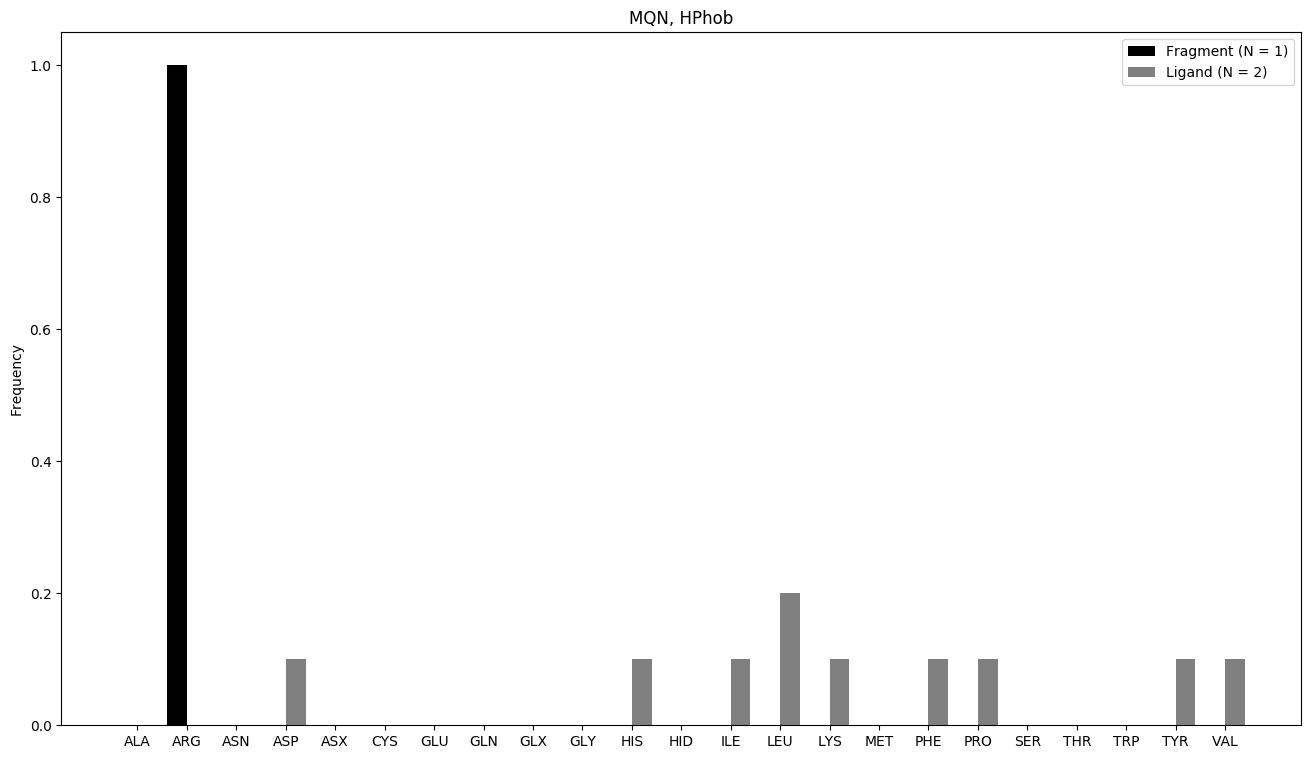 MQN, HPhob
Fragment (N = 1)
Ligand (N = 2)
Frequency
1.0
0.8
0.6
0.4
0.2
0.0
ALA ARG ASN ASP ASX CYS GLU GLN GLX GLY HIS HID ILE LEU LYS MET PHE PRO SER THR TRP TYR VAL